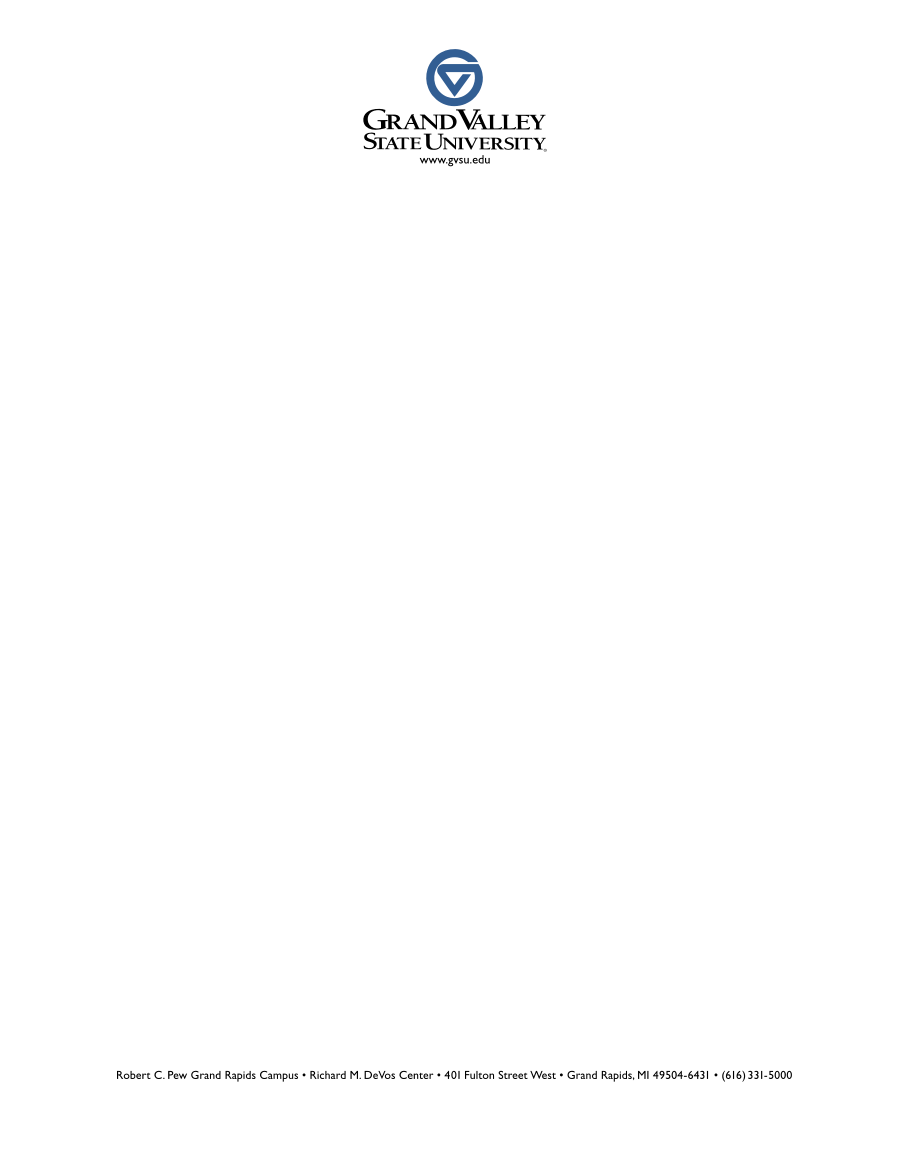 GRAND VALLEY
STATE UNIVERSITY®
www.gvsu.edu
Robert C. Pew Grand Rapids Campus • Richard M. DeVos Center • 401 Fulton Street West • Grand Rapids, MI 49504-6431 • (616) 331-5000